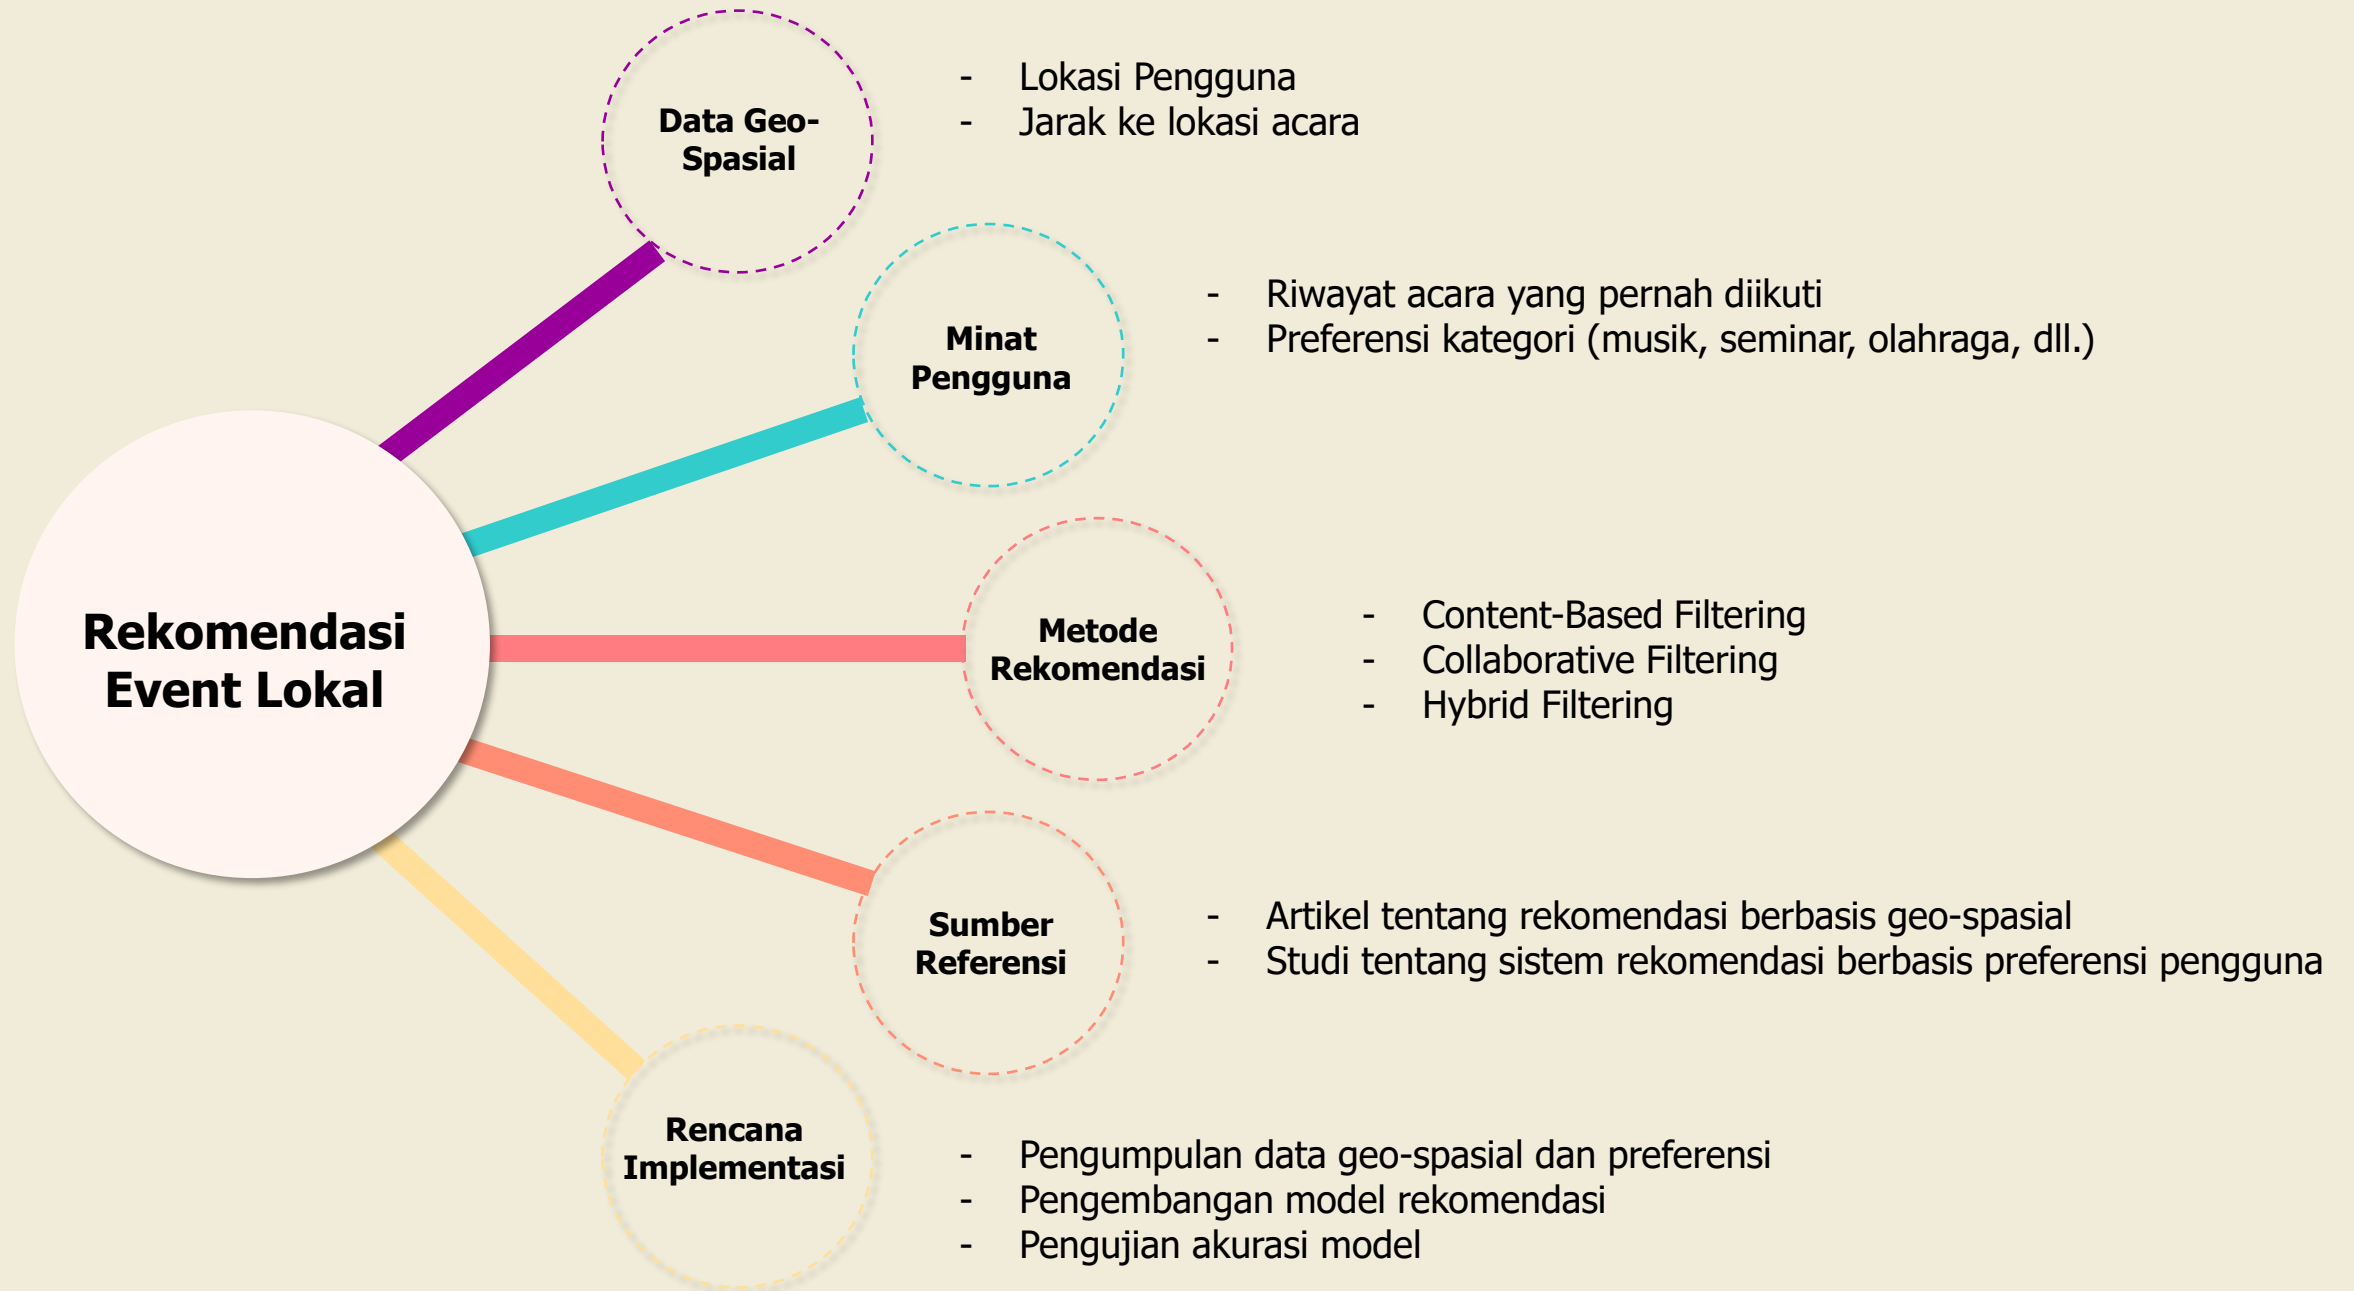 Rekomendasi
Event Lokal
Data Geo-
Spasial
- Lokasi Pengguna
- Jarak ke lokasi acara
Minat
Pengguna
- Riwayat acara yang pernah diikuti
- Preferensi kategori (musik, seminar, olahraga, dll.)
Metode
Rekomendasi
- Content-Based Filtering
- Collaborative Filtering
- Hybrid Filtering
Sumber
Referensi
- Artikel tentang rekomendasi berbasis geo-spasial
- Studi tentang sistem rekomendasi berbasis preferensi pengguna
Rencana
Implementasi
- Pengumpulan data geo-spasial dan preferensi
- Pengembangan model rekomendasi
- Pengujian akurasi model